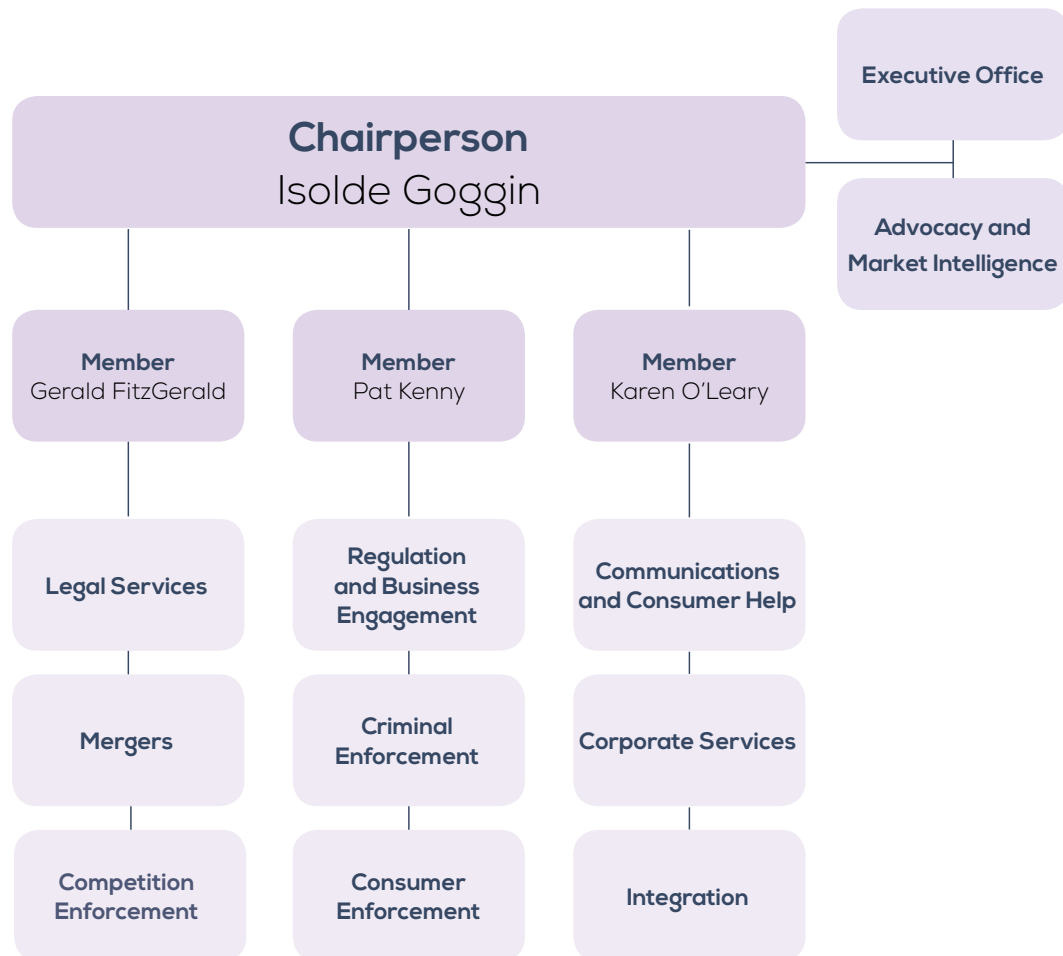 Executive Office
Chairperson
Isolde Goggin
Advocacy and
Market Intelligence
Member
Gerald FitzGerald
Member
Pat Kenny
Member
Karen O'Leary
Legal Services
Regulation
and Business
Engagement
Communications
and Consumer Help
Mergers
Criminal
Enforcement
Corporate Services
Competition
Enforcement
Consumer
Enforcement
Integration